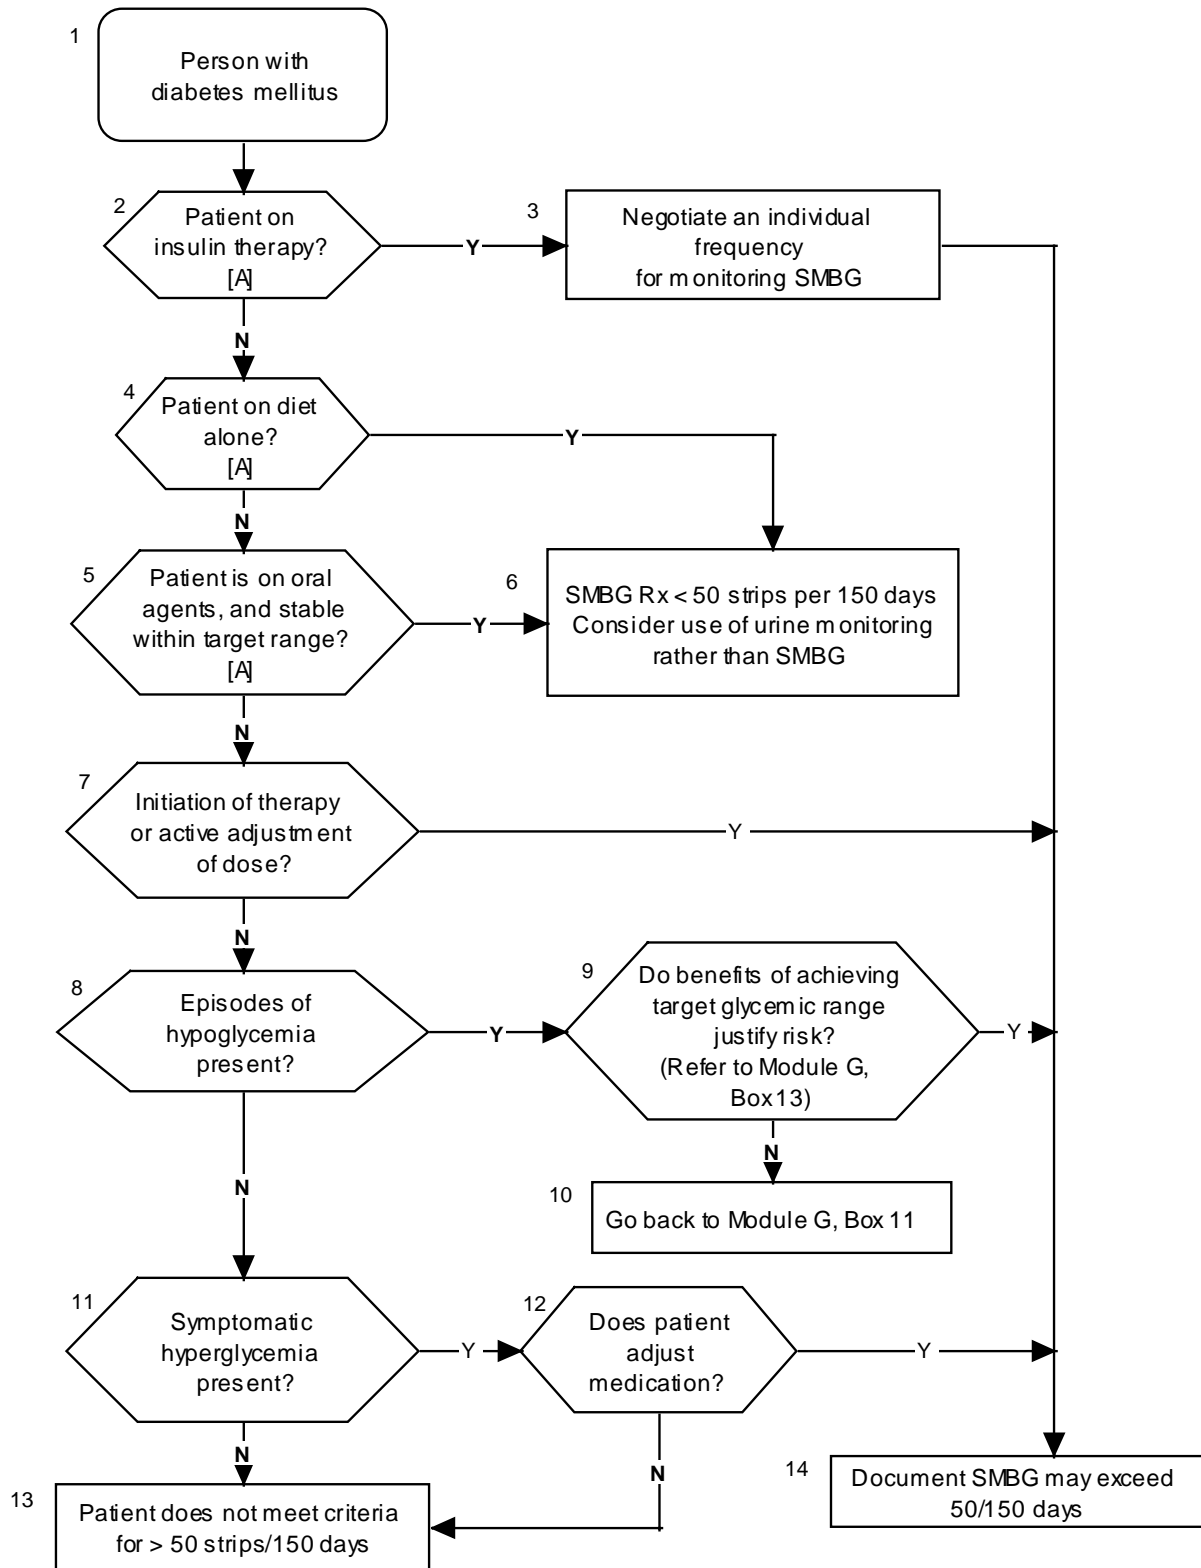 1
Person with
diabetes mellitus
2
Patient on
insulin therapy?
[A]
Y
3
Negotiate an individual
frequency
for monitoring SMBG
N
4
Patient on diet
alone?
[A]
Y
N
5
Patient is on oral
agents, and stable
within target range?
[A]
Y
6
SMBG Rx < 50 strips per 150 days
Consider use of urine monitoring
rather than SMBG
N
7
Initiation of therapy
or active adjustment
of dose?
Y
N
8
Episodes of
hypoglycemia
present?
Y
9
Do benefits of achieving
target glycemic range
justify risk?
(Refer to Module G,
Box 13)
Y
N
10
Go back to Module G, Box 11
N
11
Symptomatic
hyperglycemia
present?
Y
12
Does patient
adjust
medication?
Y
N
N
13
Patient does not meet criteria
for > 50 strips/150 days
14
Document SMBG may exceed
50/150 days